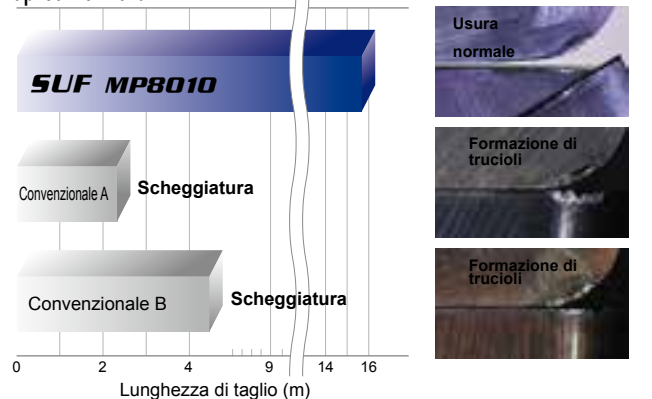 Usura
normale
SUF MP8010
Formazione di
trucioli
Convenzionale A
Scheggiatura
Formazione di
trucioli
Convenzionale B
Scheggiatura
0 2 4 9 14 16
Lunghezza di taglio (m)